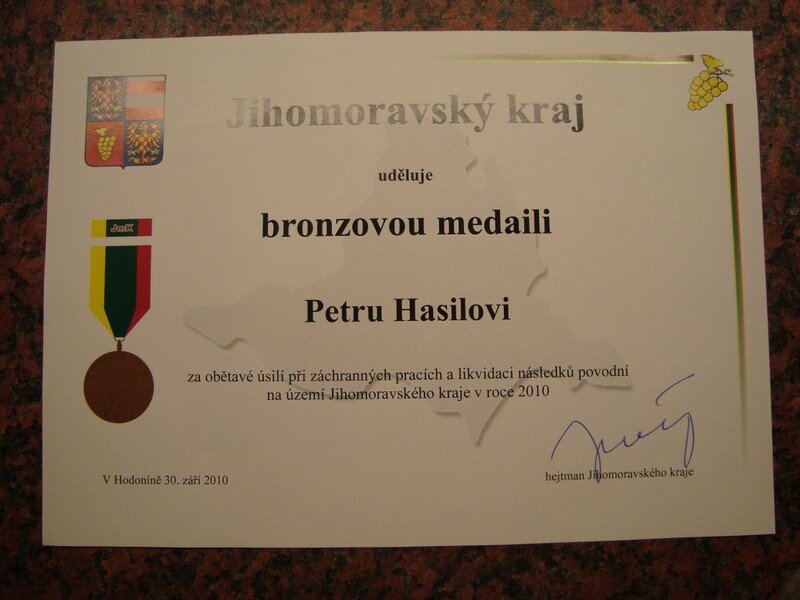 Jihomoravský kraj
uděluje
JmK
bronzovou medaili
Petru Hasilovi
za obětavé úsilí při záchranných pracích a likvidaci následků povodní
na území Jihomoravského kraje v roce 2010
V Hodoníně 30. září 2010
hejtman Jihomoravského kraje